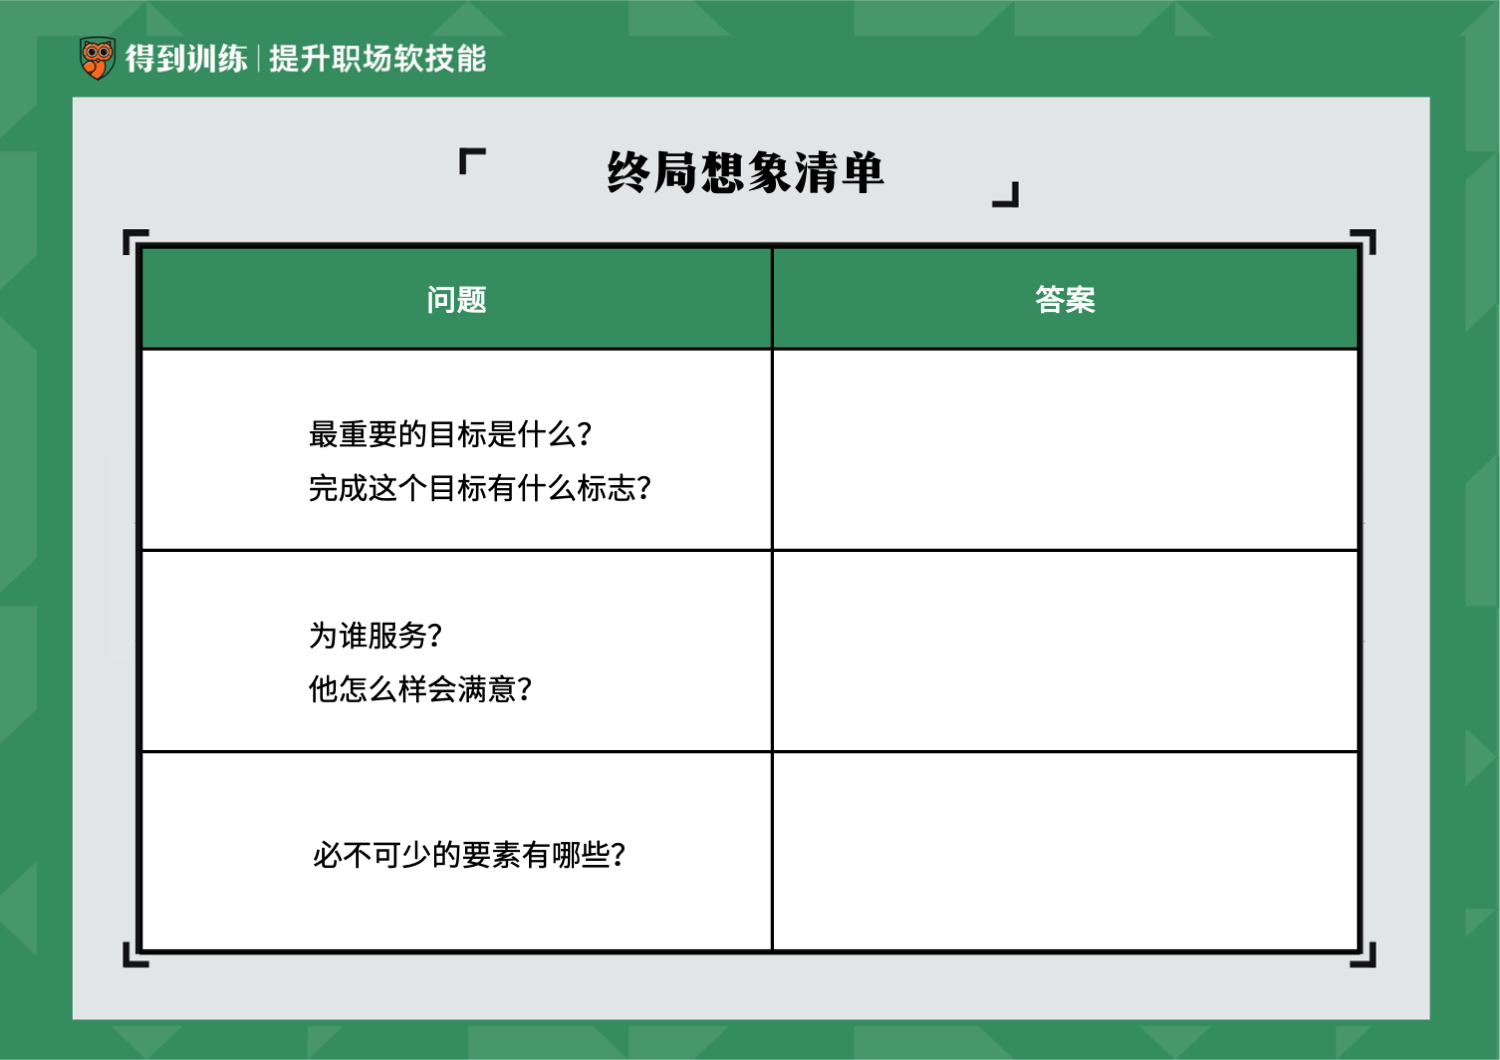 得到训练|提升职场软技能
终局想象清单
问题 答案
最重要的目标是什么？
完成这个目标有什么标志？
为谁服务？
他怎么样会满意？
必不可少的要素有哪些？